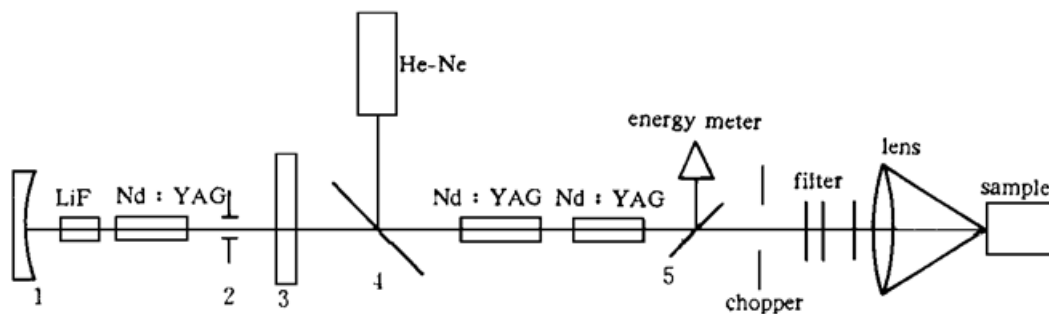 He-Ne
energy meter
lens
LiF
Nd : YAG
Nd : YAG
Nd : YAG
filter
sample
1
2
3
4
5
chopper